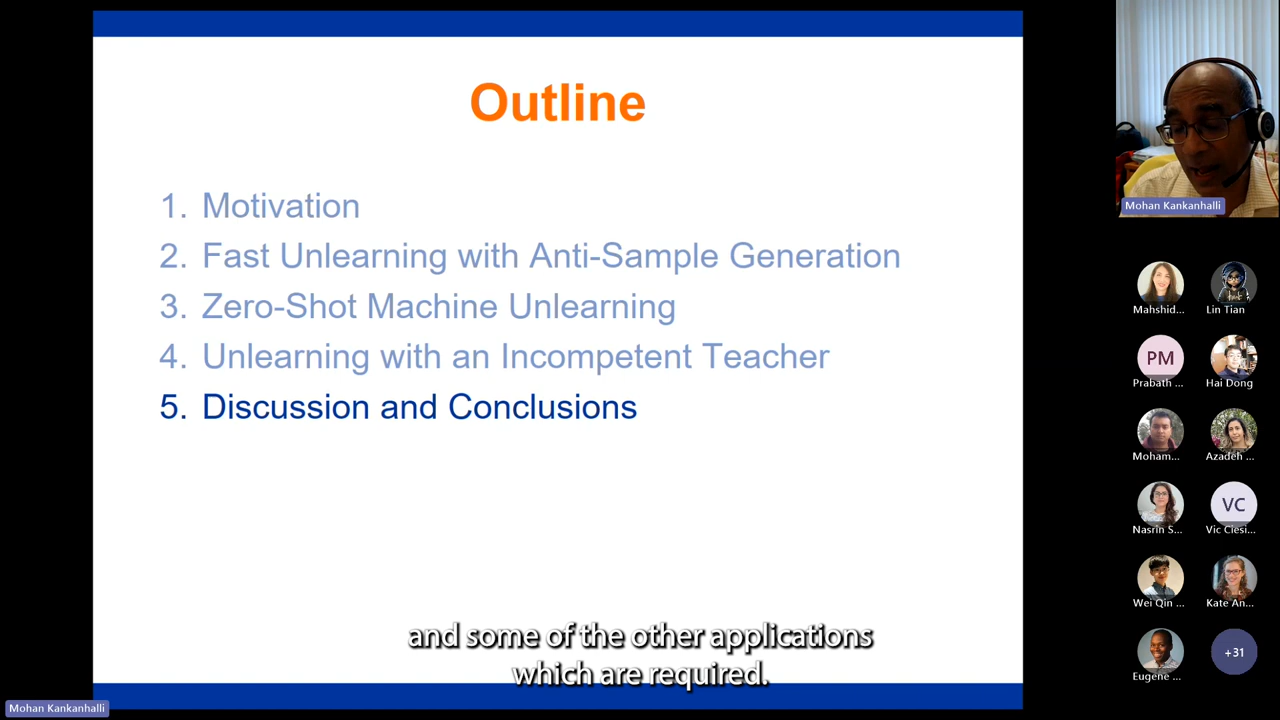 Outline
1. Motivation
2. Fast Unlearning with Anti-Sample Generation
3. Zero-Shot Machine Unlearning
4. Unlearning with an Incompetent Teacher
5. Discussion and Conclusions
and some of the other applications
which are required.
Mohan Kankanhalli
Mohan Kankanhalli
Mahshid...
Lin Tian
PM
Prabath ...
Hai Dong
Moham...
Azadeh ...
Nasrin S...
VC
Vic Ciesi...
Wei Qin ...
Kate An...
Eugene ...
+31